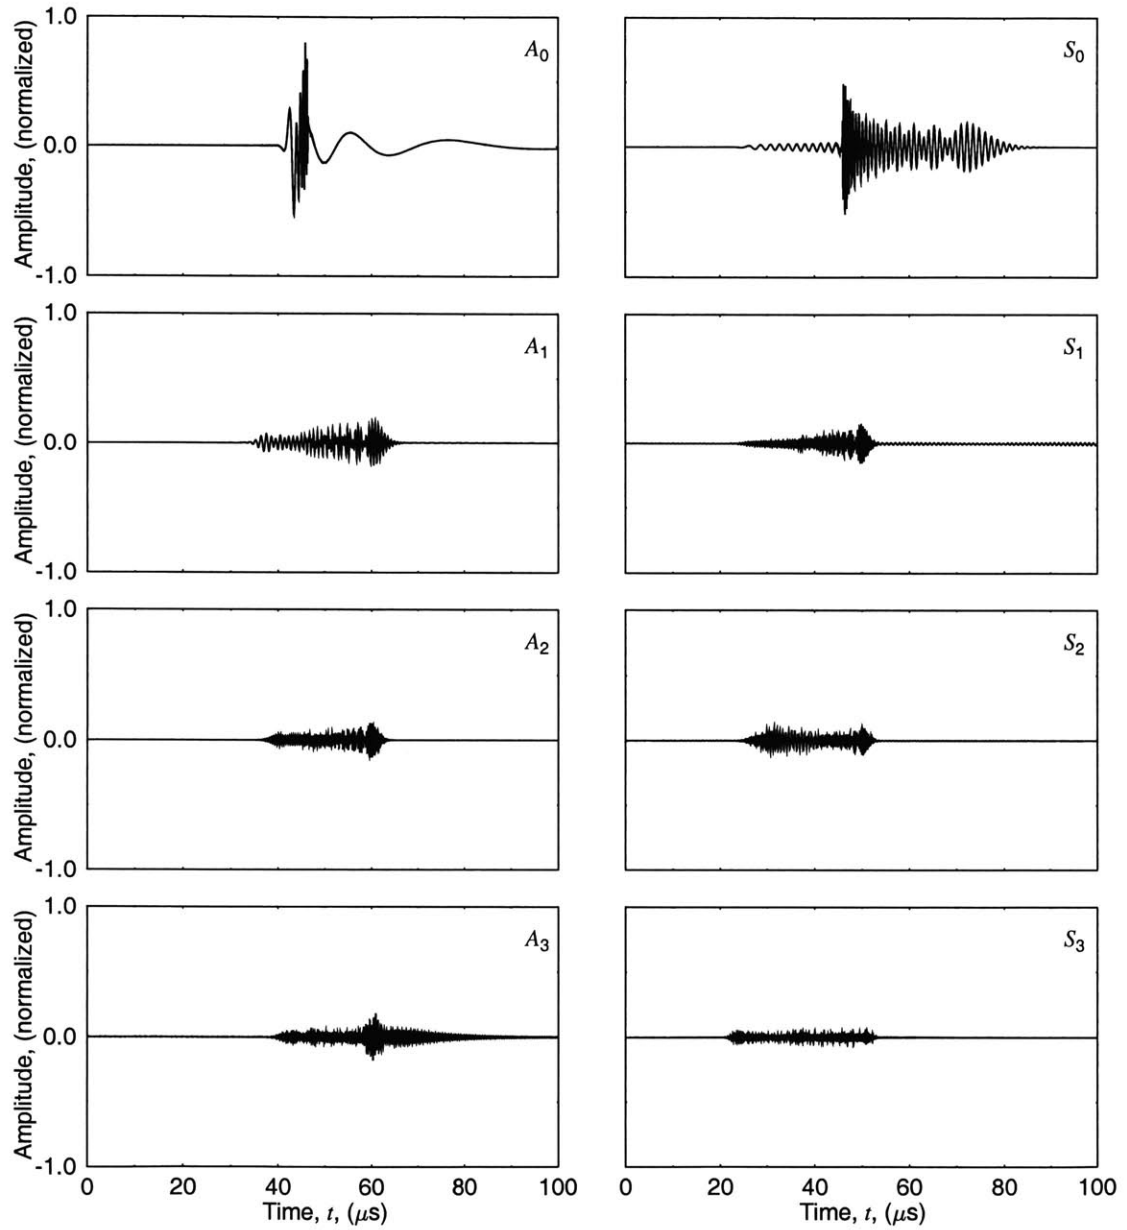 1.0
A0
S0
Amplitude, (normalized)
0.0
-1.0
1.0
A1
S1
Amplitude, (normalized)
0.0
-1.0
1.0
A2
S2
Amplitude, (normalized)
0.0
-1.0
1.0
A3
S3
Amplitude, (normalized)
0.0
-1.0
0 20 40 60 80 100
0 20 40 60 80 100
Time, t, (μs)
Time, t, (μs)